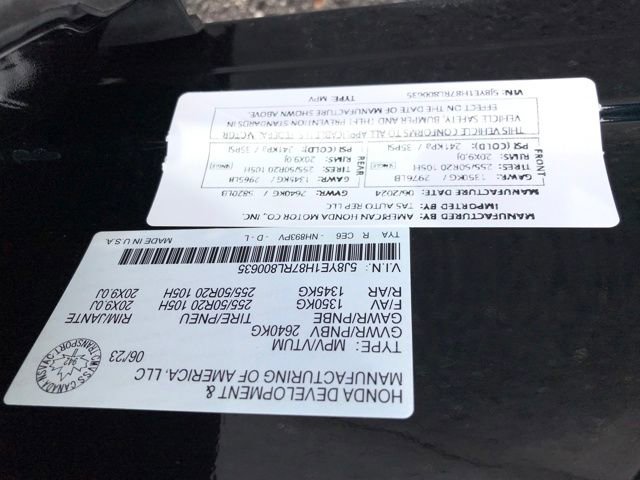 HONDA DEVELOPMENT &
MANUFACTURING OF AMERICA, LLC
TYPE: MPV/VTUM 06/23
GVWR/PNBV 2640KG
GAWR/PNBE TIRE/PNEU RIM/JANTE
F/AV 1350KG 255/50R20 105H 20X9.0J
R/AR 1345KG 255/50R20 105H 20X9.0J
V.I.N.: 5J8YE1H87RL800635
TYA R CE6 - NH893PV - D - L MADE IN U.S.A.
TRANSPORT
CANADA
MANUFACTURED BY: AMERICAN HONDA MOTOR CO., INC
IMPORTED BY: TAS AUTO REP LLC
MANUFACTURE DATE: 06/2024 GVWR: 2640KG 5820LB
FRONT
GAWR: 1350KG / 2976LB
TIRES: 255/50R20 105H
RIMS: 20X9.0J
PSI (COLD): 241KPa / 35PSI
REAR
GAWR: 1345KG / 2965LB
TIRES: 255/50R20 105H
RIMS: 20X9.0J
PSI (COLD): 241KPa / 35PSI
THIS VEHICLE CONFORMS TO ALL APPLICABLE FEDERAL MOTOR
VEHICLE SAFETY, BUMPER AND THEFT PREVENTION STANDARDS IN
EFFECT ON THE DATE OF MANUFACTURE SHOWN ABOVE.
VIN: 5J8YE1H87RL800635 TYPE: MPV